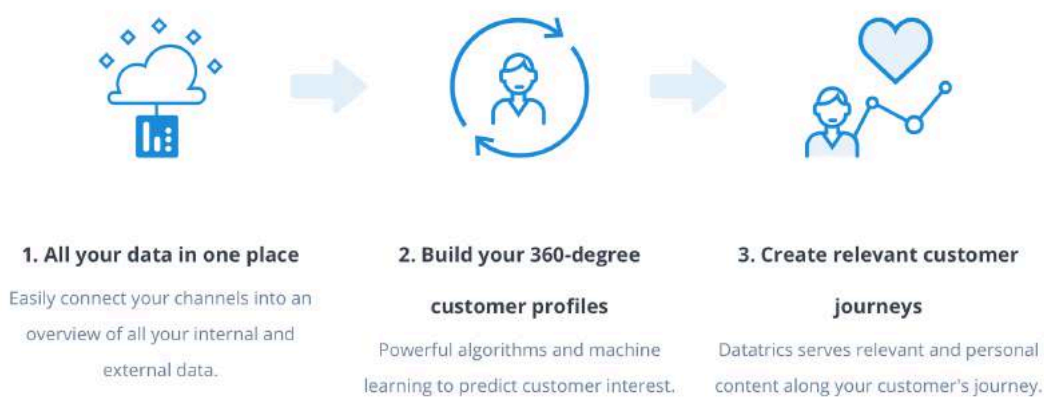 1. All your data in one place
Easily connect your channels into an
overview of all your internal and
external data.
2. Build your 360-degree
customer profiles
Powerful algorithms and machine
learning to predict customer interest.
3. Create relevant customer
journeys
Datatrics serves relevant and personal
content along your customer's journey.